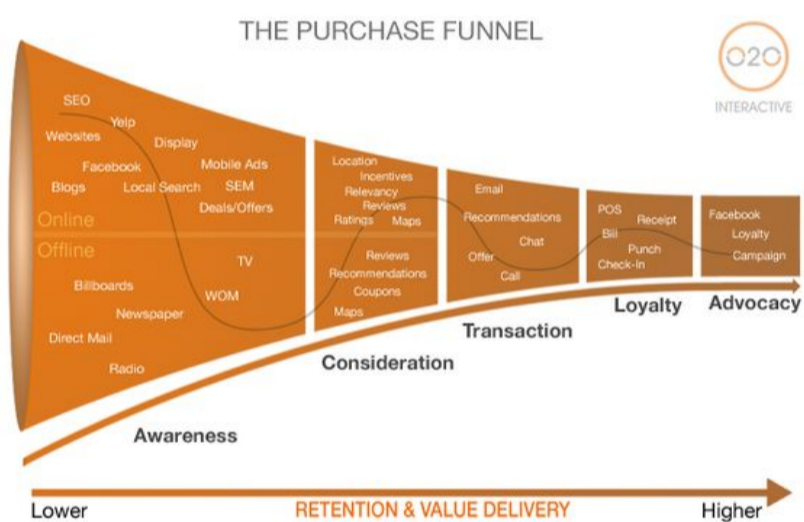 THE PURCHASE FUNNEL
O2O
INTERACTIVE
SEO
Yelp
Websites
Display
Facebook
Mobile Ads
Blogs
Local Search
SEM
Deals/Offers
Online
Offline
TV
Billboards
WOM
Newspaper
Direct Mail
Radio
Location
Incentives
Relevancy
Reviews
Ratings
Maps
Reviews
Recommendations
Coupons
Maps
Email
Recommendations
Chat
Offer
Call
POS
Receipt
Bill
Punch
Check-In
Facebook
Loyalty
Campaign
Awareness
Consideration
Transaction
Loyalty
Advocacy
Lower
RETENTION & VALUE DELIVERY
Higher